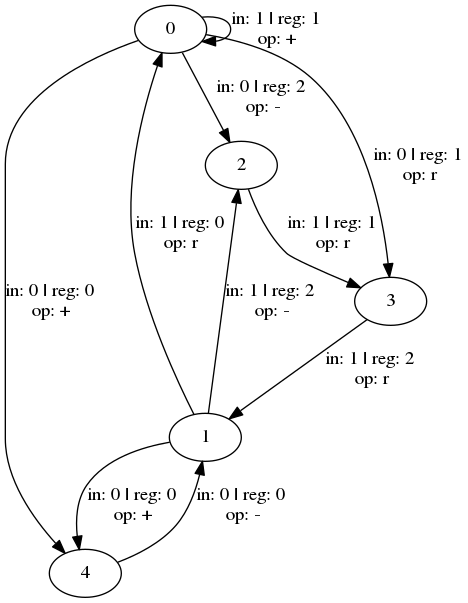 0
in: 1 | reg: 1
op: +
in: 0 | reg: 2
op: -
in: 0 | reg: 1
op: r
2
in: 1 | reg: 0
op: r
in: 1 | reg: 1
op: r
in: 0 | reg: 0
op: +
in: 1 | reg: 2
op: -
3
in: 1 | reg: 2
op: r
1
in: 0 | reg: 0
op: +
in: 0 | reg: 0
op: -
4